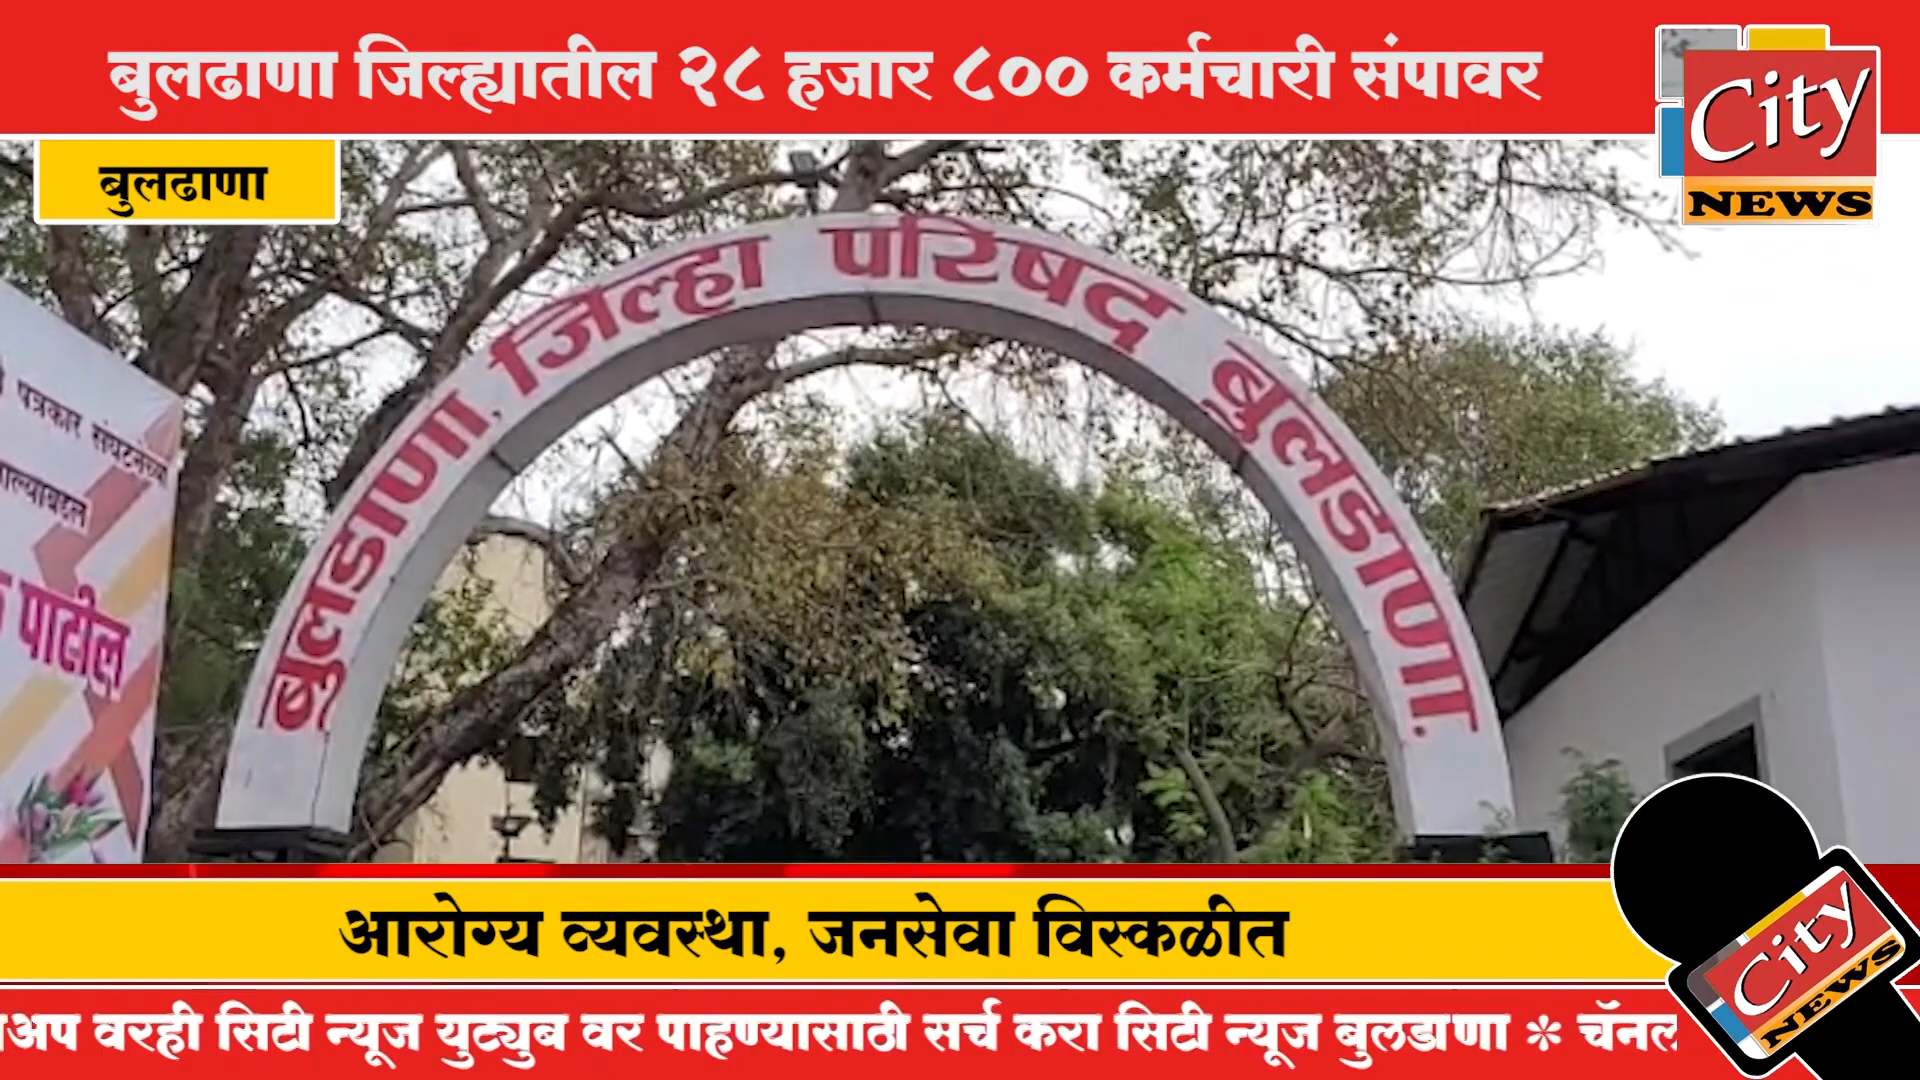 बुलढाणा जिल्ह्यातील २८ हजार ८०० कर्मचारी संपावर
City
NEWS
बुलढाणा
बुलडाणा, जिल्हा परिषद बुलडाणा.
पत्रकार संघटनेच्या
पाटील
आरोग्य व्यवस्था, जनसेवा विस्कळीत
City
NEWS
वरही सिटी न्यूज युट्युब वर पाहण्यासाठी सर्च करा सिटी न्यूज बुलडाणा * चॅनल